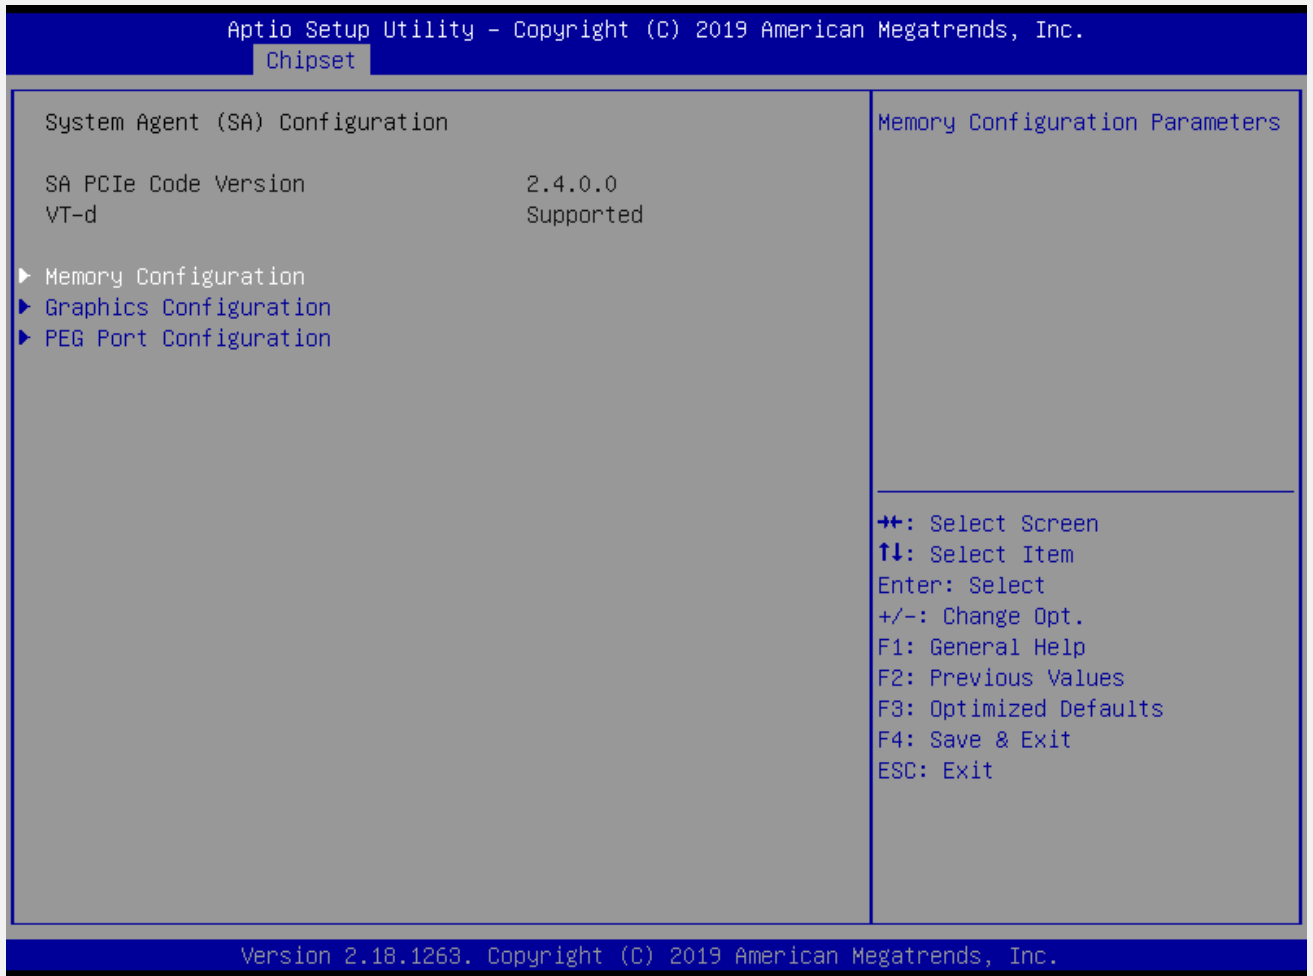 Aptio Setup Utility – Copyright (C) 2019 American Megatrends, Inc.
Chipset
System Agent (SA) Configuration
SA PCIe Code Version 2.4.0.0
VT-d Supported
▶ Memory Configuration
▶ Graphics Configuration
▶ PEG Port Configuration
Memory Configuration Parameters
→←: Select Screen
↑↓: Select Item
Enter: Select
+/-: Change Opt.
F1: General Help
F2: Previous Values
F3: Optimized Defaults
F4: Save & Exit
ESC: Exit
Version 2.18.1263. Copyright (C) 2019 American Megatrends, Inc.